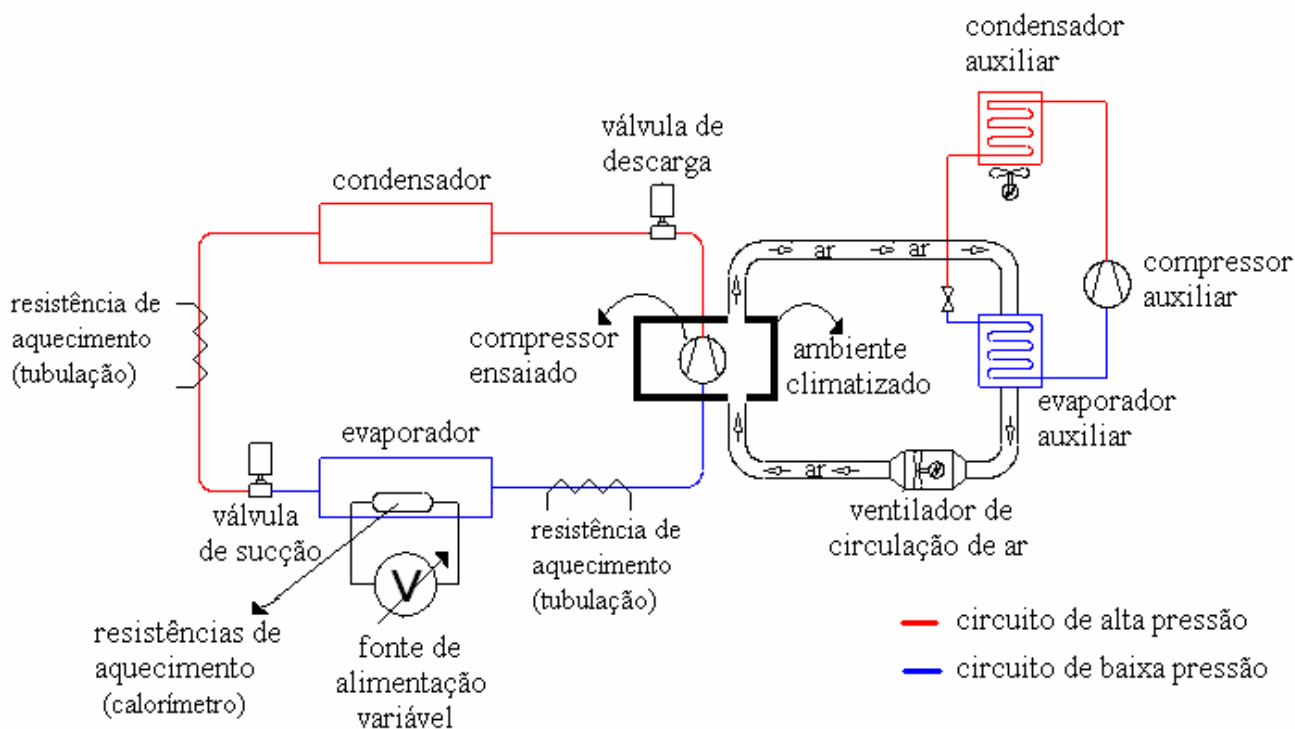 condensador
auxiliar
válvula de
descarga
condensador
ar
ar
compressor
auxiliar
resistência de
aquecimento
(tubulação)
compressor
ensaiado
ambiente
climatizado
evaporador
auxiliar
evaporador
ar
válvula
de sucção
V
resistência de
aquecimento
(tubulação)
ventilador de
circulação de ar
resistências de
aquecimento
(calorímetro)
fonte de
alimentação
variável
circuito de alta pressão
circuito de baixa pressão